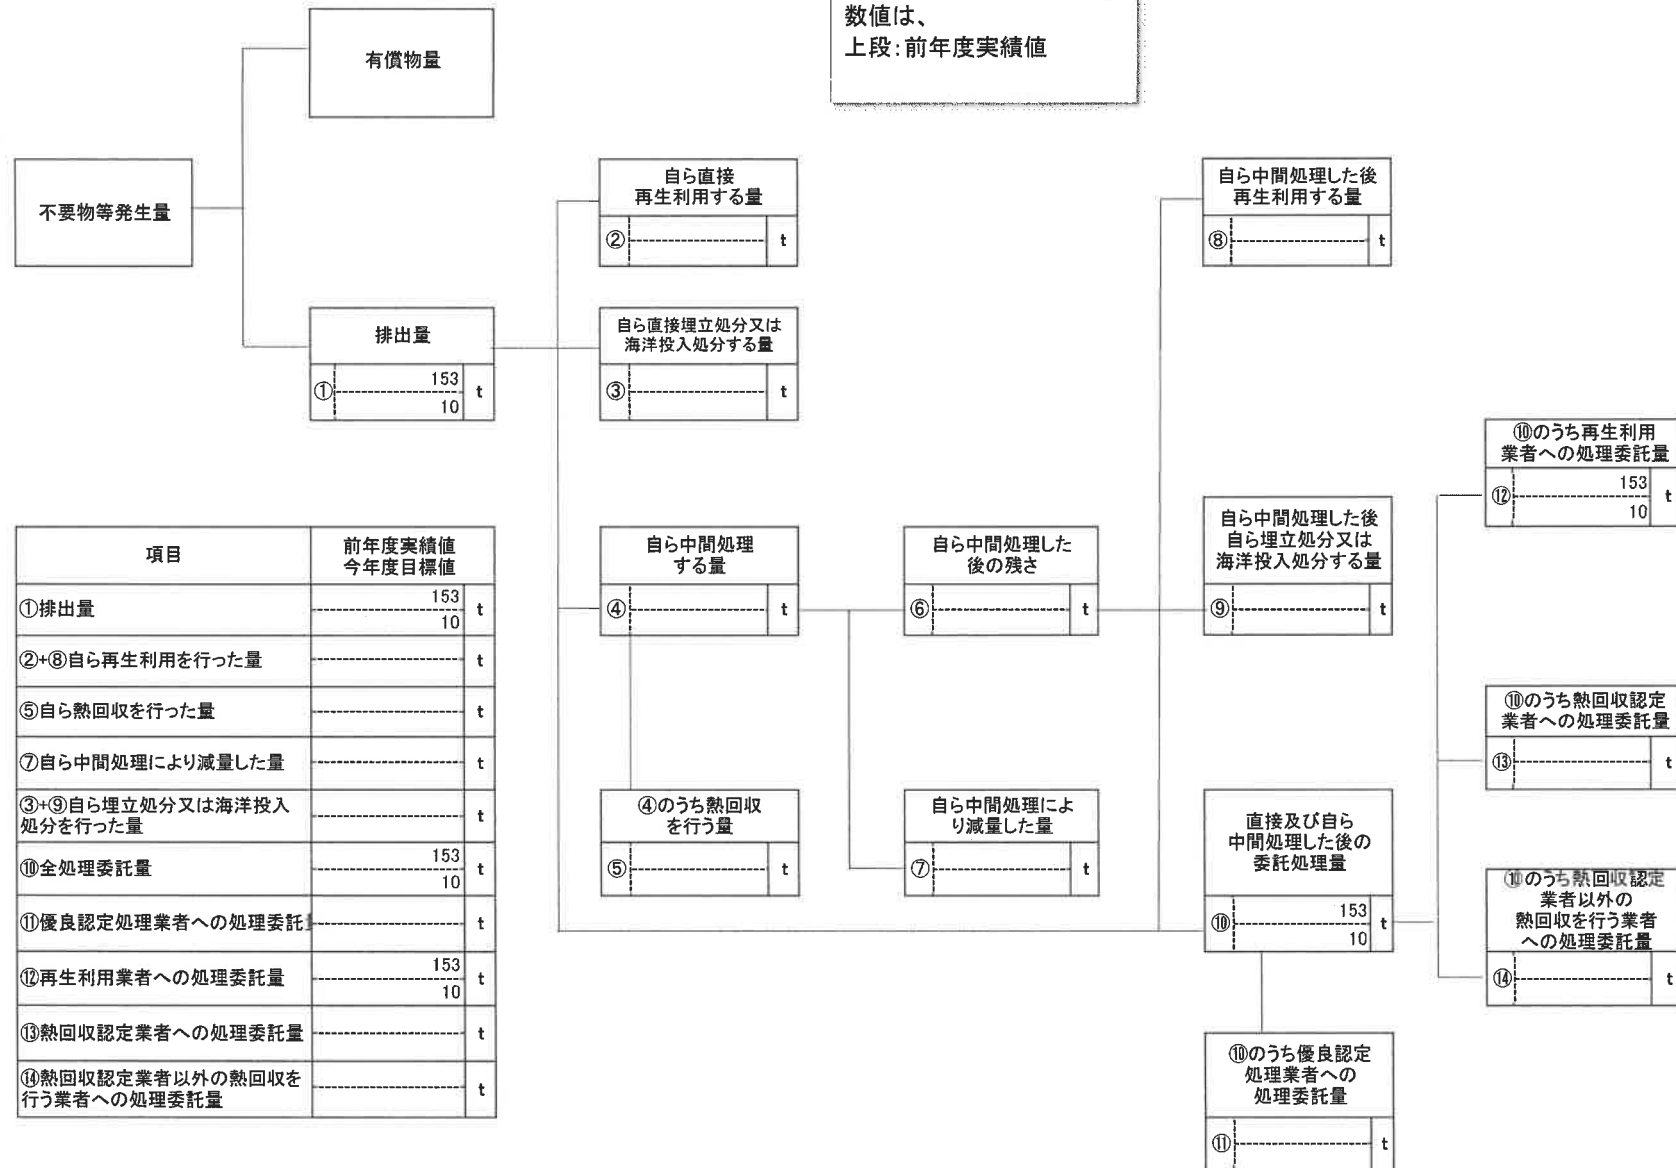 数値は、
上段：前年度実績値
有償物量
不要物等発生量
排出量
① 153 t
10
自ら直接
再生利用する量
② t
自ら直接埋立処分又は
海洋投入処分する量
③ t
自ら中間処理した後
再生利用する量
⑧ t
⑩のうち再生利用
業者への処理委託量
⑫ 153 t
10
自ら中間処理
する量
④ t
自ら中間処理した
後の残さ
⑥ t
自ら中間処理した後
自ら埋立処分又は
海洋投入処分する量
⑨ t
⑩のうち熱回収認定
業者への処理委託量
⑬ t
④のうち熱回収
を行う量
⑤ t
自ら中間処理によ
り減量した量
⑦ t
直接及び自ら
中間処理した後の
委託処理量
⑩ 153 t
10
⑩のうち熱回収認定
業者以外の
熱回収を行う業者
への処理委託量
⑭ t
⑩のうち優良認定
処理業者への
処理委託量
⑪ t
項目 前年度実績値
今年度目標値
①排出量 153 t
10
②+⑧自ら再生利用を行った量 t
⑤自ら熱回収を行った量 t
⑦自ら中間処理により減量した量 t
③+⑨自ら埋立処分又は海洋投入
処分を行った量 t
⑩全処理委託量 153 t
10
⑪優良認定処理業者への処理委託 t
⑫再生利用業者への処理委託量 153 t
10
⑬熱回収認定業者への処理委託量 t
⑭熱回収認定業者以外の熱回収を
行う業者への処理委託量 t